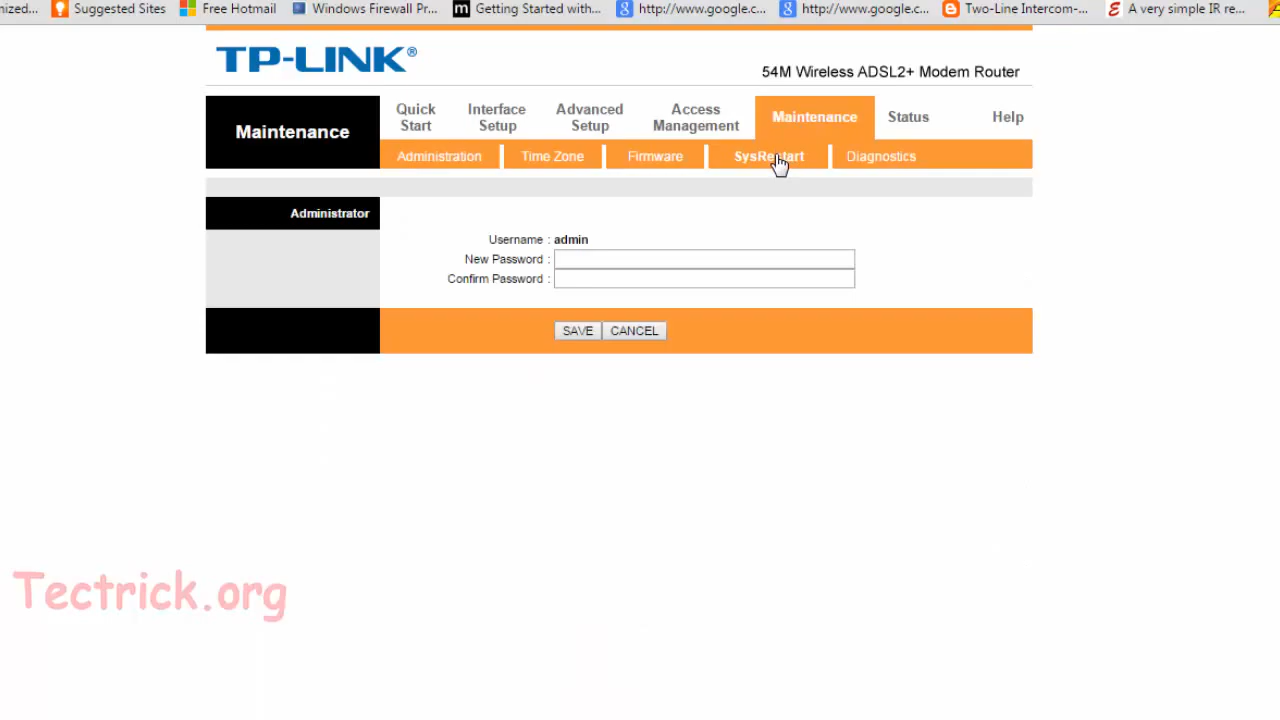 nized... Suggested Sites Free Hotmail Windows Firewall Pr... Getting Started with... http://www.google.c... http://www.google.c... Two-Line Intercom-... A very simple IR re...
TP-LINK®
54M Wireless ADSL2+ Modem Router
Maintenance
Quick Start
Interface Setup
Advanced Setup
Access Management
Maintenance
Status
Help
Administration Time Zone Firmware SysRestart Diagnostics
Administrator
Username : admin
New Password :
Confirm Password :
SAVE CANCEL
Tectrick.org